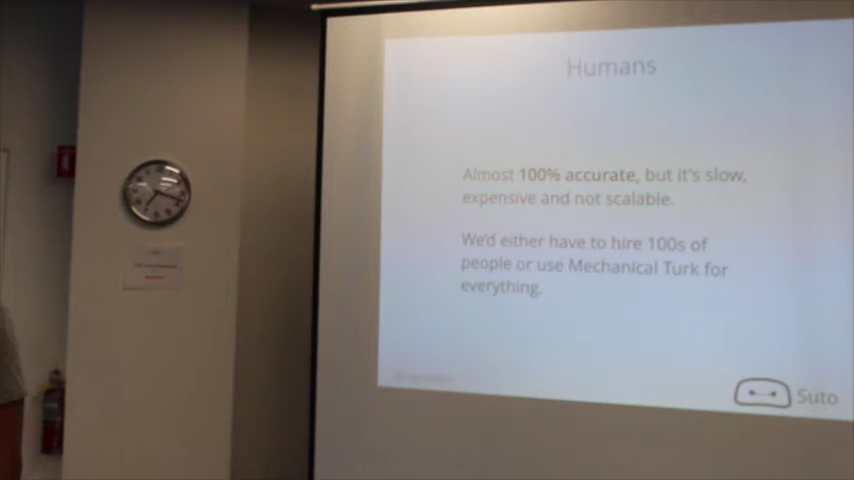 Humans
Almost 100% accurate, but it's slow,
expensive and not scalable.
We'd either have to hire 100s of
people or use Mechanical Turk for
everything.
Suto